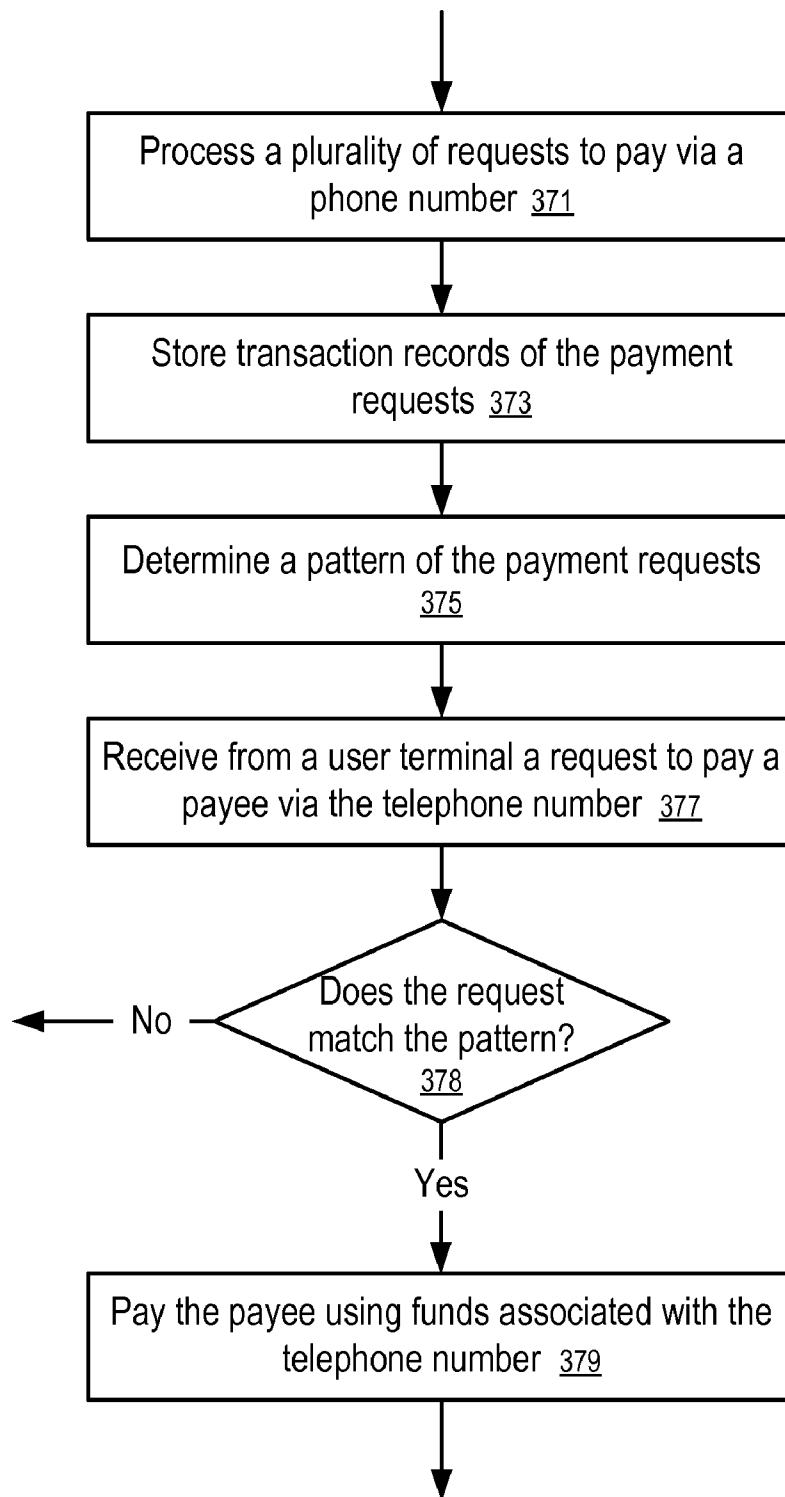 Process a plurality of requests to pay via a
phone number 371
Store transaction records of the payment
requests 373
Determine a pattern of the payment requests
375
Receive from a user terminal a request to pay a
payee via the telephone number 377
Does the request
match the pattern?
378
No
Yes
Pay the payee using funds associated with the
telephone number 379